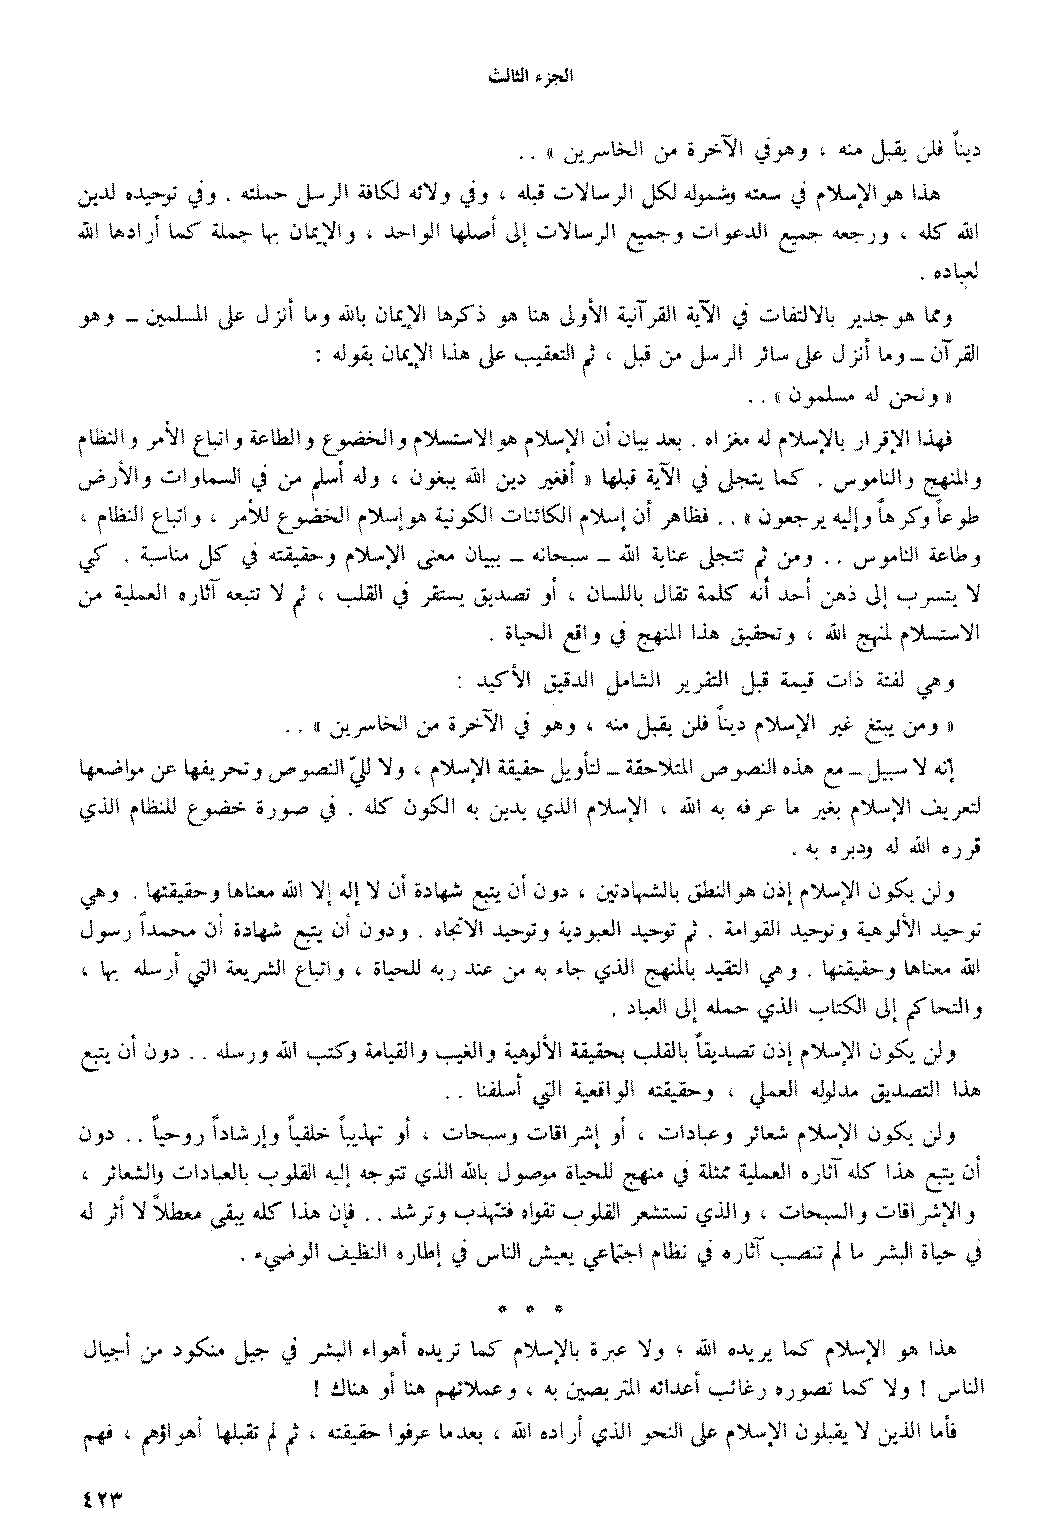 الجزء الثالث
ديناً فلن يقبل منه ، وهو في الآخرة من الخاسرين » . .
هذا هو الإسلام في سعته وشموله لكل الرسالات قبله ، وفي ولائه لكافة الرسل حملته . وفي توحيده لدين
الله كله ، ورجعه جميع الدعوات وجميع الرسالات إلى أصلها الواحد ، والإيمان بها جملة كما أرادها الله
لعباده .
ومما هو جدير بالالتفات في الآية القرآنية الأولى هنا هو ذكرها الإيمان بالله وما أنزل على المسلمين – وهو
القرآن – وما أنزل على سائر الرسل من قبل ، ثم التعقيب على هذا الإيمان بقوله :
« ونحن له مسلمون » . .
فهذا الإقرار بالإسلام له مغزاه . بعد بيان أن الإسلام هو الاستسلام والخضوع والطاعة واتباع الأمر والنظام
والمنهج والناموس . كما يتجلى في الآية قبلها « أفغير دين الله يبغون ، وله أسلم من في السماوات والأرض
طوعاً وكرهاً وإليه يرجعون » . . فظاهر أن إسلام الكائنات الكونية هو إسلام الخضوع للأمر ، واتباع النظام ،
وطاعة الناموس . . ومن ثم تتجلى عناية الله – سبحانه – ببيان معنى الإسلام وحقيقته في كل مناسبة . كي
لا يتسرب إلى ذهن أحد أنه كلمة تقال باللسان ، أو تصديق يستقر في القلب ، ثم لا تتبعه آثاره العملية من
الاستسلام لمنهج الله ، وتحقيق هذا المنهج في واقع الحياة .
وهي لفتة ذات قيمة قبل التقرير الشامل الدقيق الأكيد :
« ومن يبتغ غير الإسلام ديناً فلن يقبل منه ، وهو في الآخرة من الخاسرين » . .
إنه لا سبيل – مع هذه النصوص المتلاحقة – لتأويل حقيقة الإسلام ، ولا لليّ النصوص وتحريفها عن مواضعها
لتعريف الإسلام بغير ما عرفه به الله ، الإسلام الذي يدين به الكون كله . في صورة خضوع للنظام الذي
قرره الله له ودبره به .
ولن يكون الإسلام إذن هو النطق بالشهادتين ، دون أن يتبع شهادة أن لا إله إلا الله معناها وحقيقتها . وهي
توحيد الألوهية وتوحيد القوامة . ثم توحيد العبودية وتوحيد الاتجاه . ودون أن يتبع شهادة أن محمداً رسول
الله معناها وحقيقتها . وهي التقيد بالمنهج الذي جاء به من عند ربه للحياة ، واتباع الشريعة التي أرسله بها ،
والتحاكم إلى الكتاب الذي حمله إلى العباد .
ولن يكون الإسلام إذن تصديقاً بالقلب بحقيقة الألوهية والغيب والقيامة وكتب الله ورسله . . دون أن يتبع
هذا التصديق مدلوله العملي ، وحقيقته الواقعية التي أسلفنا . .
ولن يكون الإسلام شعائر وعبادات ، أو إشراقات وسبحات ، أو تهذيباً خلقياً وإرشاداً روحياً . . دون
أن يتبع هذا كله آثاره العملية ممثلة في منهج للحياة موصول بالله الذي تتوجه إليه القلوب بالعبادات والشعائر ،
والإشراقات والسبحات ، والذي تستشعر القلوب تقواه فتتهذب وترشد . . فإن هذا كله يبقى معطلاً لا أثر له
في حياة البشر ما لم تنصب آثاره في نظام اجتماعي يعيش الناس في إطاره النظيف الوضيء .
* * *
هذا هو الإسلام كما يريده الله ؛ ولا عبرة بالإسلام كما تريده أهواء البشر في جيل منكود من أجيال
الناس ! ولا كما تصوره رغائب أعدائه المتربصين به ، وعملائهم هنا أو هناك !
فأما الذين لا يقبلون الإسلام على النحو الذي أراده الله ، بعدما عرفوا حقيقته ، ثم لم تقبلها أهواؤهم ، فهم
٤٢٣